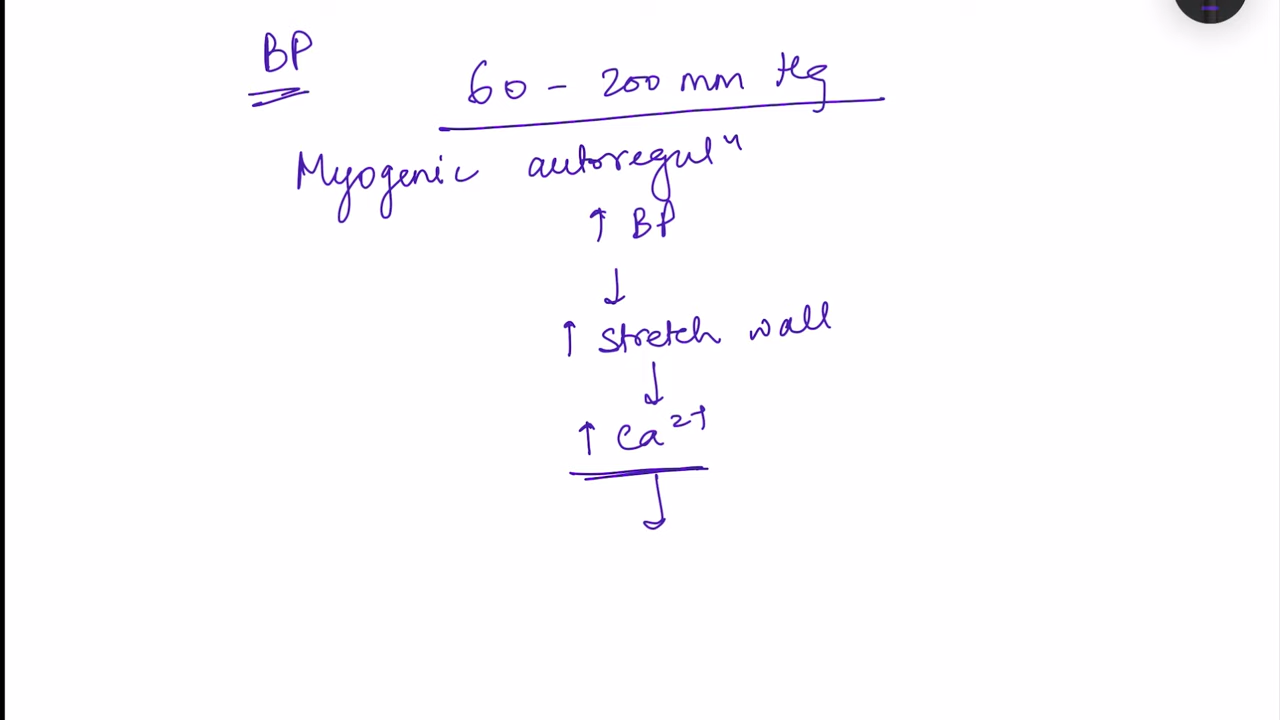 BP
60 - 200 mm Hg
Myogenic autoregulⁿ
↑ BP
↓
↑ stretch wall
↓
↑ Ca²⁺
↓